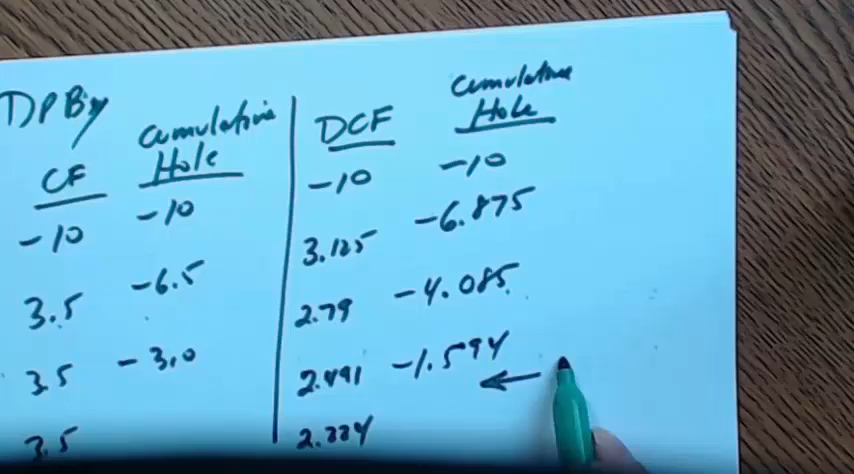 DPBy
CF
Cumulative
Hole
DCF
Cumulative
Hole
-10 -10 -10 -10
3.5 -6.5 3.125 -6.875
3.5 -3.0 2.79 -4.085
3.5 2.491 -1.594
2.224